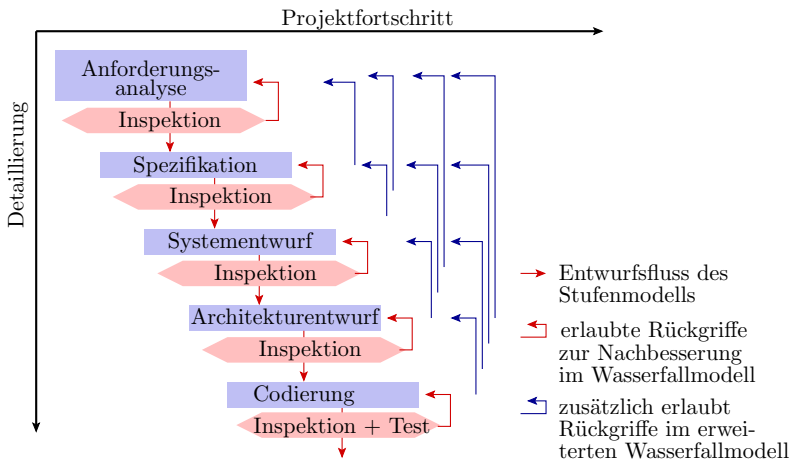 Projektfortschritt
Detaillierung
Anforderungs-
analyse
Inspektion
Spezifikation
Inspektion
Systementwurf
Inspektion
Architekturentwurf
Inspektion
Codierung
Inspektion + Test
Entwurfsfluss des
Stufenmodells
erlaubte Rückgriffe
zur Nachbesserung
im Wasserfallmodell
zusätzlich erlaubt
Rückgriffe im erwei-
terten Wasserfallmodell